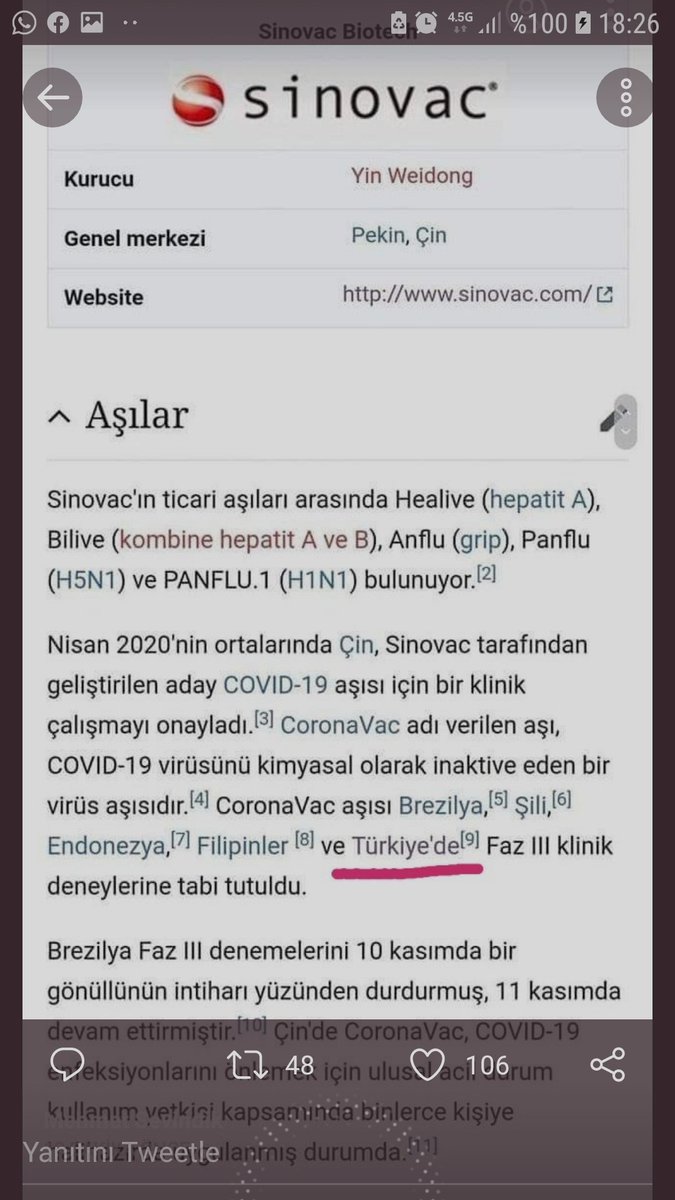 4.5G %100 18:26
Sinovac Biotech
sinovac®
Kurucu Yin Weidong
Genel merkezi Pekin, Çin
Website http://www.sinovac.com/
Aşılar
Sinovac'ın ticari aşıları arasında Healive (hepatit A),
Bilive (kombine hepatit A ve B), Anflu (grip), Panflu
(H5N1) ve PANFLU.1 (H1N1) bulunuyor.[2]
Nisan 2020'nin ortalarında Çin, Sinovac tarafından
geliştirilen aday COVID-19 aşısı için bir klinik
çalışmayı onayladı.[3] CoronaVac adı verilen aşı,
COVID-19 virüsünü kimyasal olarak inaktive eden bir
virüs aşısıdır.[4] CoronaVac aşısı Brezilya,[5] Şili,[6]
Endonezya,[7] Filipinler [8] ve Türkiye'de[9] Faz III klinik
deneylerine tabi tutuldu.
Brezilya Faz III denemelerini 10 kasımda bir
gönüllünün intiharı yüzünden durdurmuş, 11 kasımda
devam ettirmiştir.[10] Çin'de CoronaVac, COVID-19
enfeksiyonlarını önlemek için ulusal acil durum
48 106
kullanım yetkisi kapsamında binlerce kişiye
uygulanmış durumda.[11]
Yanıtını Tweetle